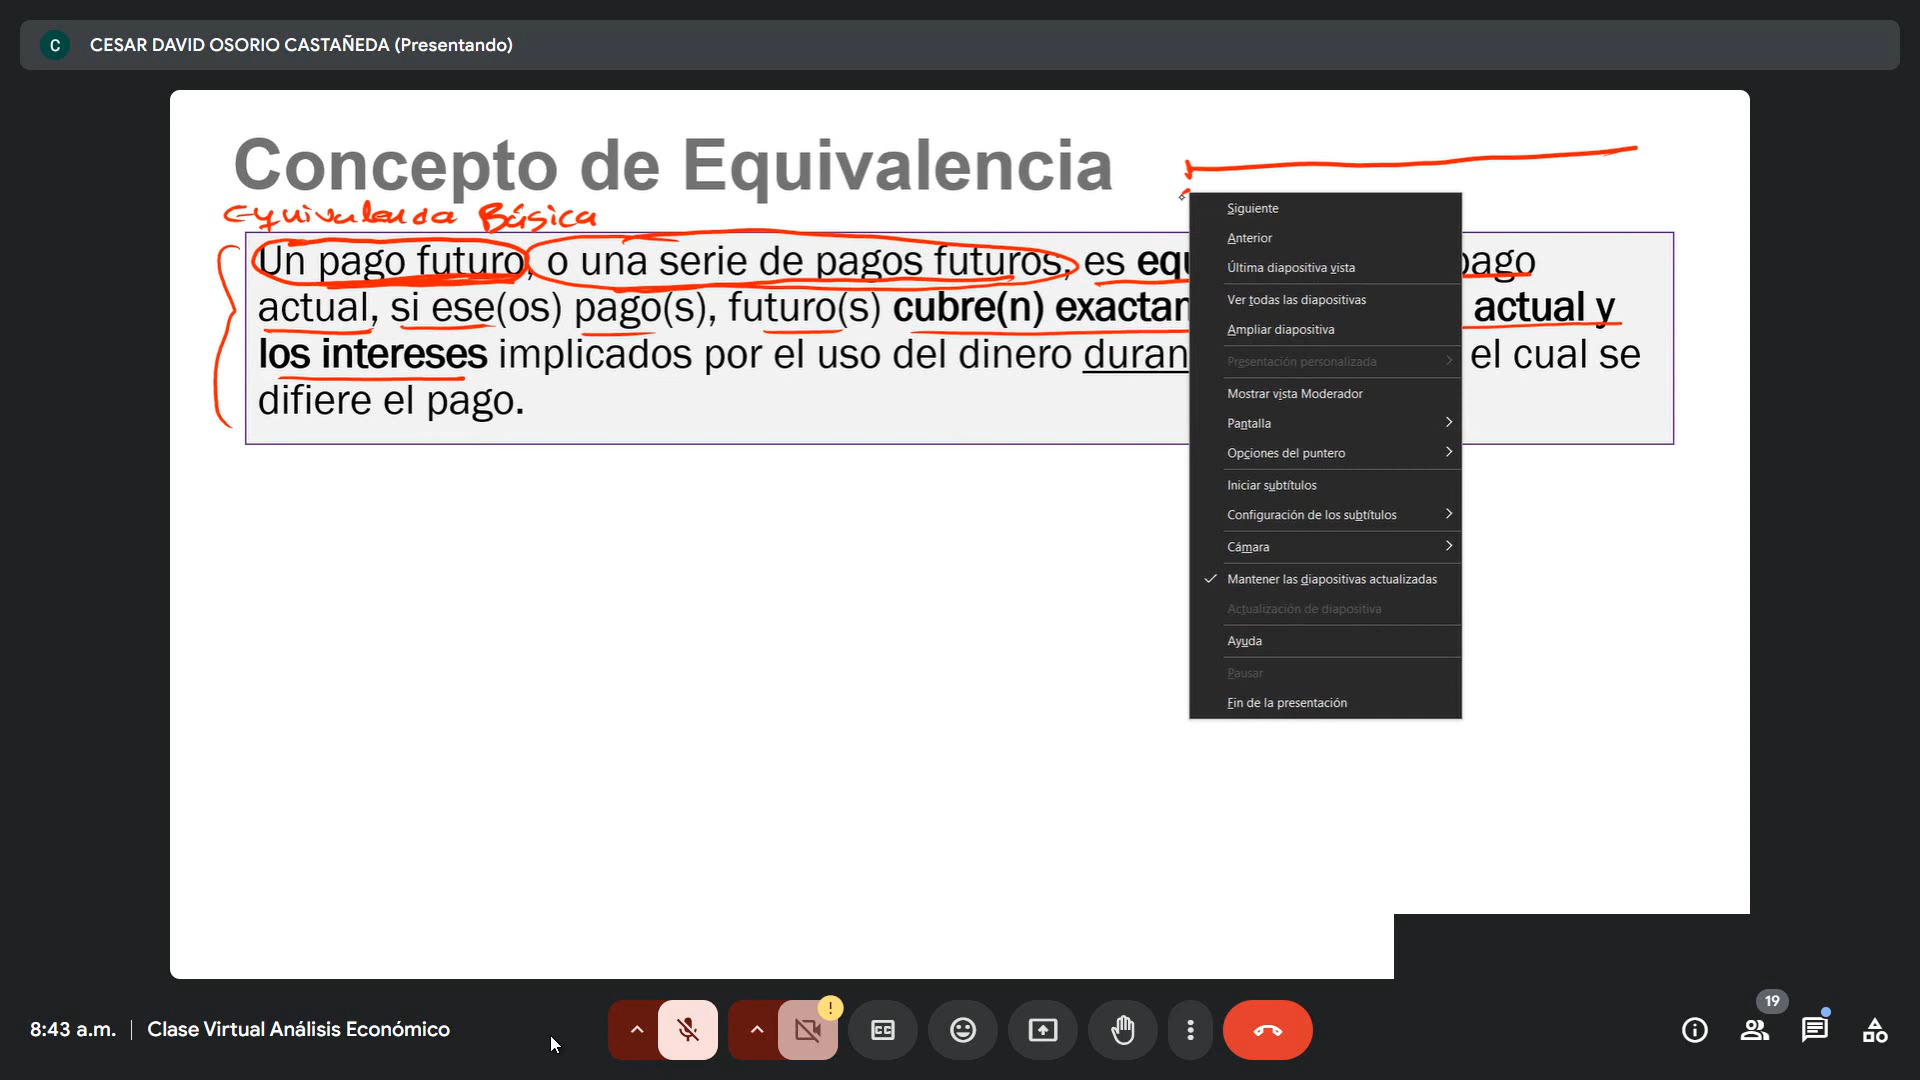 C CESAR DAVID OSORIO CASTAÑEDA (Presentando)
Concepto de Equivalencia
Equivalencia Básica
Un pago futuro, o una serie de pagos futuros, es pago
actual, si ese(os) pago(s), futuro(s) cubre(n) actual y
los intereses implicados por el uso del dinero el cual se
difiere el pago.
Siguiente
Anterior
Última diapositiva vista
Ver todas las diapositivas
Ampliar diapositiva
Presentación personalizada
Mostrar vista Moderador
Pantalla
Opciones del puntero
Iniciar subtítulos
Configuración de los subtítulos
Cámara
Mantener las diapositivas actualizadas
Actualización de diapositiva
Ayuda
Pausar
Fin de la presentación
8:43 a.m. | Clase Virtual Análisis Económico
!
CC
19